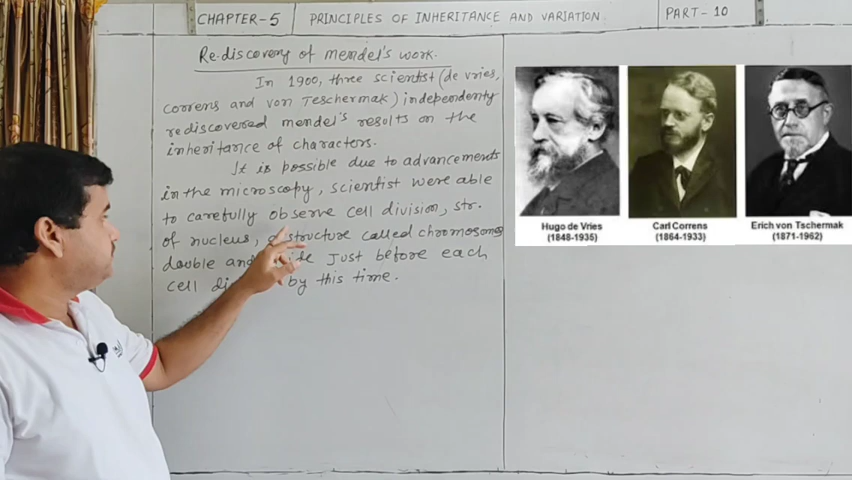 CHAPTER-5
PRINCIPLES OF INHERITANCE AND VARIATION.
PART-10
Re-discovery of mendel's work.
In 1900, three scientist (de vries,
Correns and von Teschermak) independenty
rediscovered mendel's results on the
inheritance of characters.
It is possible due to advancements
in the microscopy, scientist were able
to carefully observe cell division, str.
of nucleus, structure called chromosomes
double and just before each
cell by this time.
Hugo de Vries
(1848-1935)
Carl Correns
(1864-1933)
Erich von Tschermak
(1871-1962)